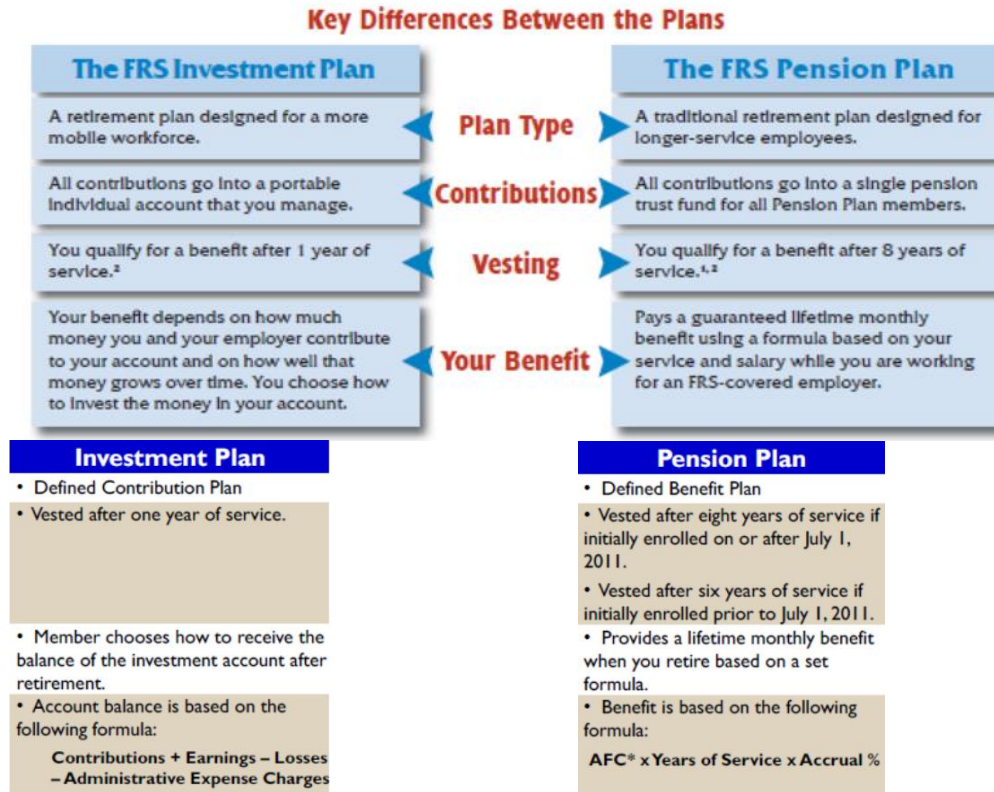 Key Differences Between the Plans
The FRS Investment Plan
A retirement plan designed for a more
mobile workforce.
All contributions go into a portable
individual account that you manage.
You qualify for a benefit after 1 year of
service.²
Your benefit depends on how much
money you and your employer contribute
to your account and on how well that
money grows over time. You choose how
to invest the money in your account.
Plan Type
Contributions
Vesting
Your Benefit
The FRS Pension Plan
A traditional retirement plan designed for
longer-service employees.
All contributions go into a single pension
trust fund for all Pension Plan members.
You qualify for a benefit after 8 years of
service.¹,²
Pays a guaranteed lifetime monthly
benefit using a formula based on your
service and salary while you are working
for an FRS-covered employer.
Investment Plan
• Defined Contribution Plan
• Vested after one year of service.
• Member chooses how to receive the
balance of the investment account after
retirement.
• Account balance is based on the
following formula:
Contributions + Earnings – Losses
– Administrative Expense Charges
Pension Plan
• Defined Benefit Plan
• Vested after eight years of service if
initially enrolled on or after July 1,
2011.
• Vested after six years of service if
initially enrolled prior to July 1, 2011.
• Provides a lifetime monthly benefit
when you retire based on a set
formula.
• Benefit is based on the following
formula:
AFC* x Years of Service x Accrual %